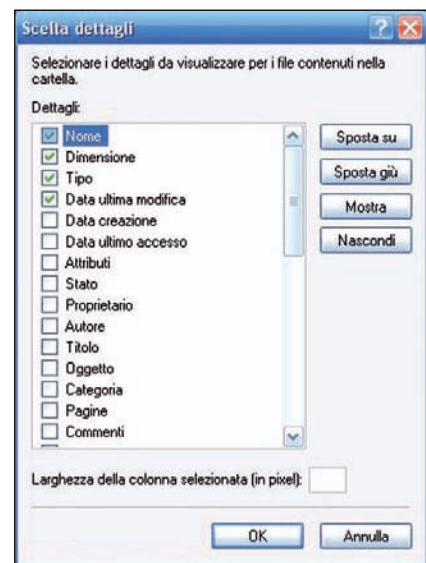 Scelta dettagli
Selezionare i dettagli da visualizzare per i file contenuti nella
cartella.
Dettagli:
Nome
Dimensione
Tipo
Data ultima modifica
Data creazione
Data ultimo accesso
Attributi
Stato
Proprietario
Autore
Titolo
Oggetto
Categoria
Pagine
Commenti
Sposta su
Sposta giù
Mostra
Nascondi
Larghezza della colonna selezionata (in pixel):
OK
Annulla